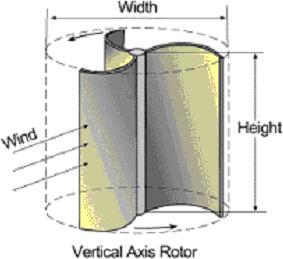 Width
Wind
Height
Vertical Axis Rotor